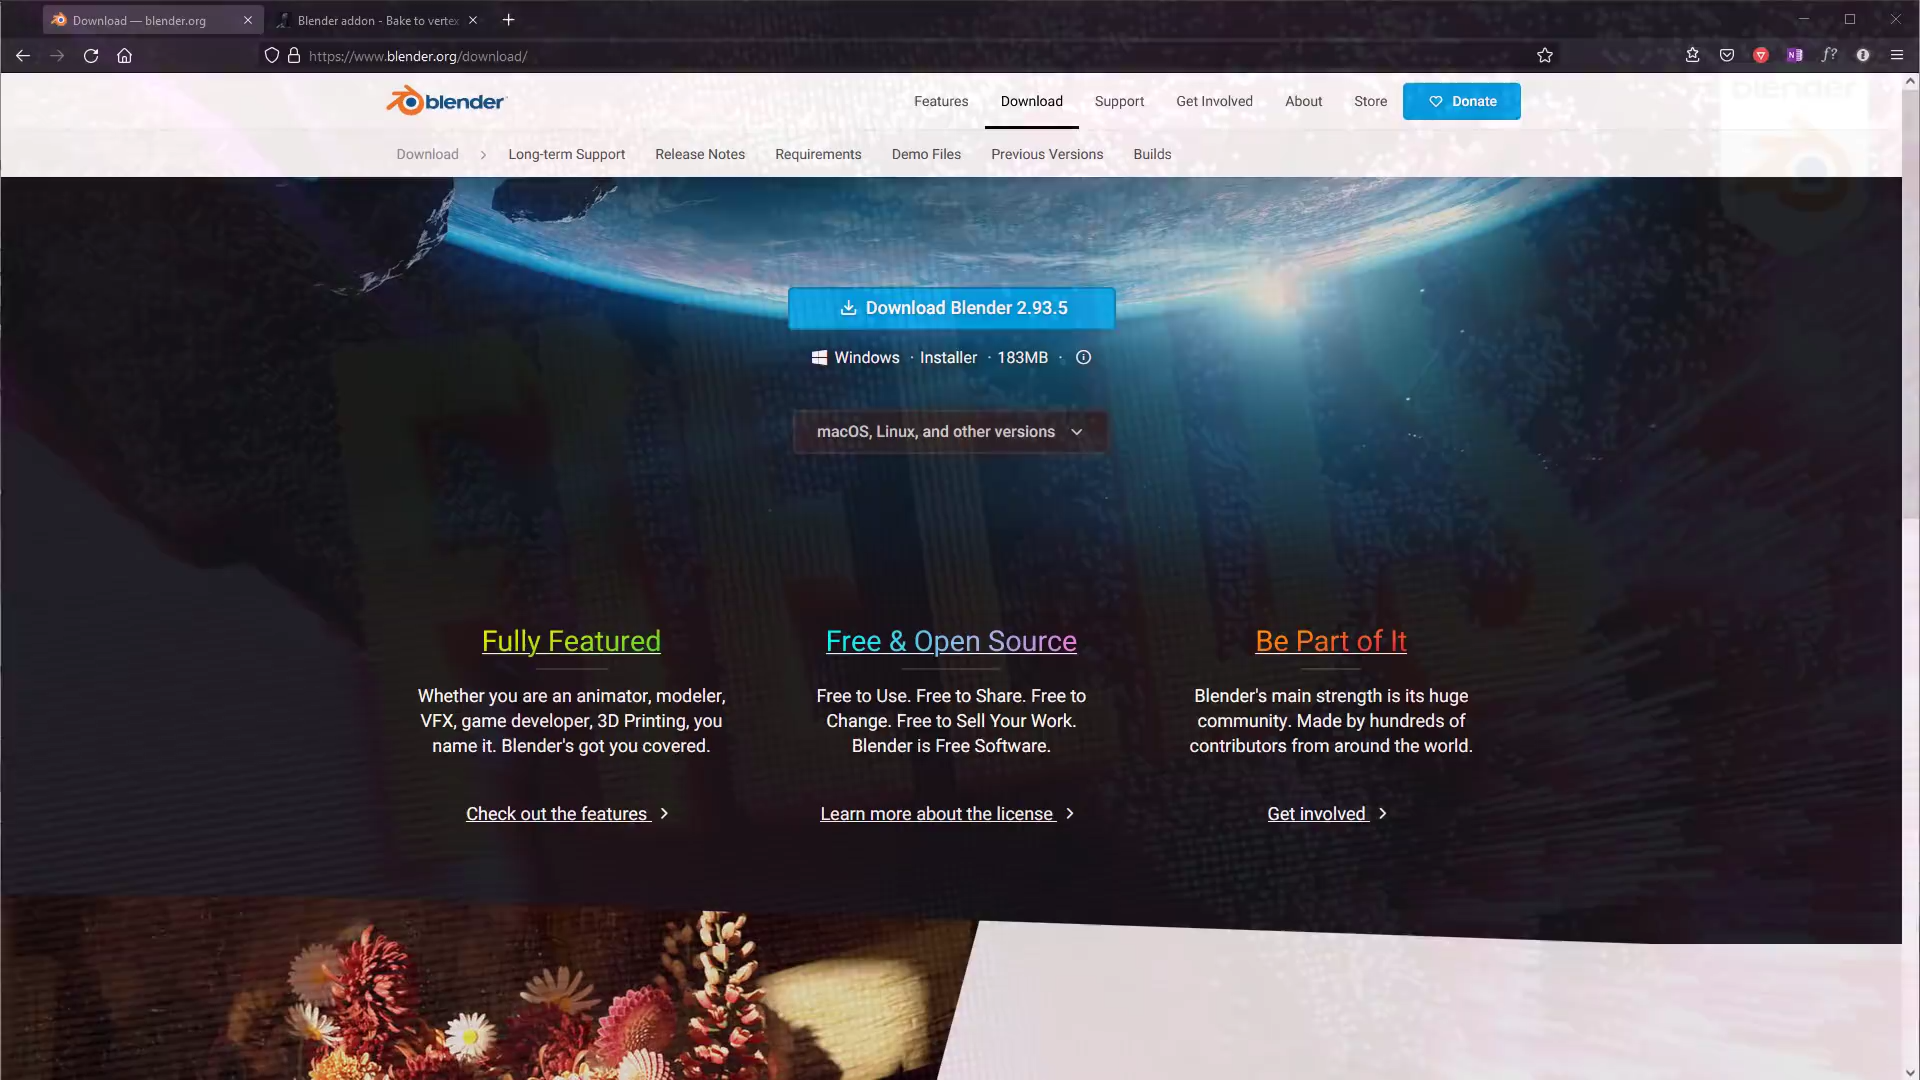 Download — blender.org
Blender addon - Bake to vertex
https://www.blender.org/download/
blender
Features
Download
Support
Get Involved
About
Store
Donate
Download
Long-term Support
Release Notes
Requirements
Demo Files
Previous Versions
Builds
Download Blender 2.93.5
Windows · Installer · 183MB ·
macOS, Linux, and other versions
Fully Featured
Whether you are an animator, modeler,
VFX, game developer, 3D Printing, you
name it. Blender's got you covered.
Check out the features
Free & Open Source
Free to Use. Free to Share. Free to
Change. Free to Sell Your Work.
Blender is Free Software.
Learn more about the license
Be Part of It
Blender's main strength is its huge
community. Made by hundreds of
contributors from around the world.
Get involved